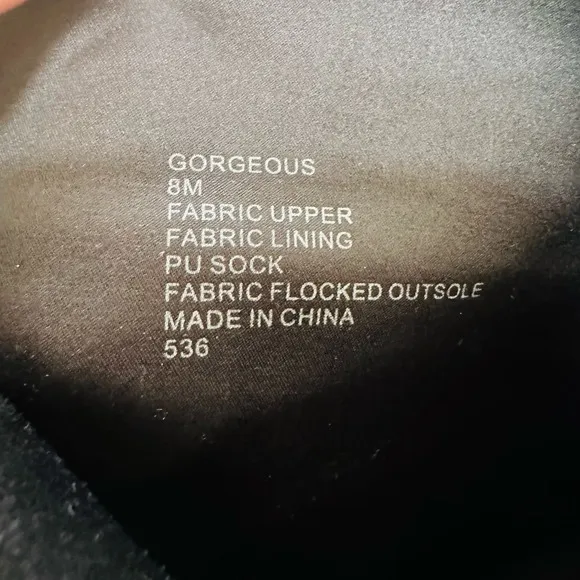 GORGEOUS
8M
FABRIC UPPER
FABRIC LINING
PU SOCK
FABRIC FLOCKED OUTSOLE
MADE IN CHINA
536